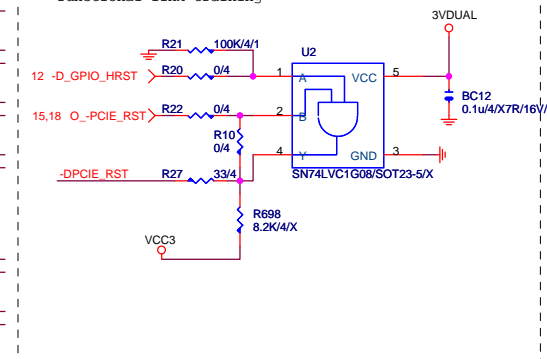 3VDUAL
R21 100K/4/1 U2
12 -D_GPIO_HRST R20 0/4 1 A VCC 5
BC12
0.1u/4/X7R/16V/
15,18 O_-PCIE_RST R22 0/4 2 B
R10
0/4
4 Y GND 3
-DPCIE_RST R27 33/4 SN74LVC1G08/SOT23-5/X
R698
8.2K/4/X
VCC3